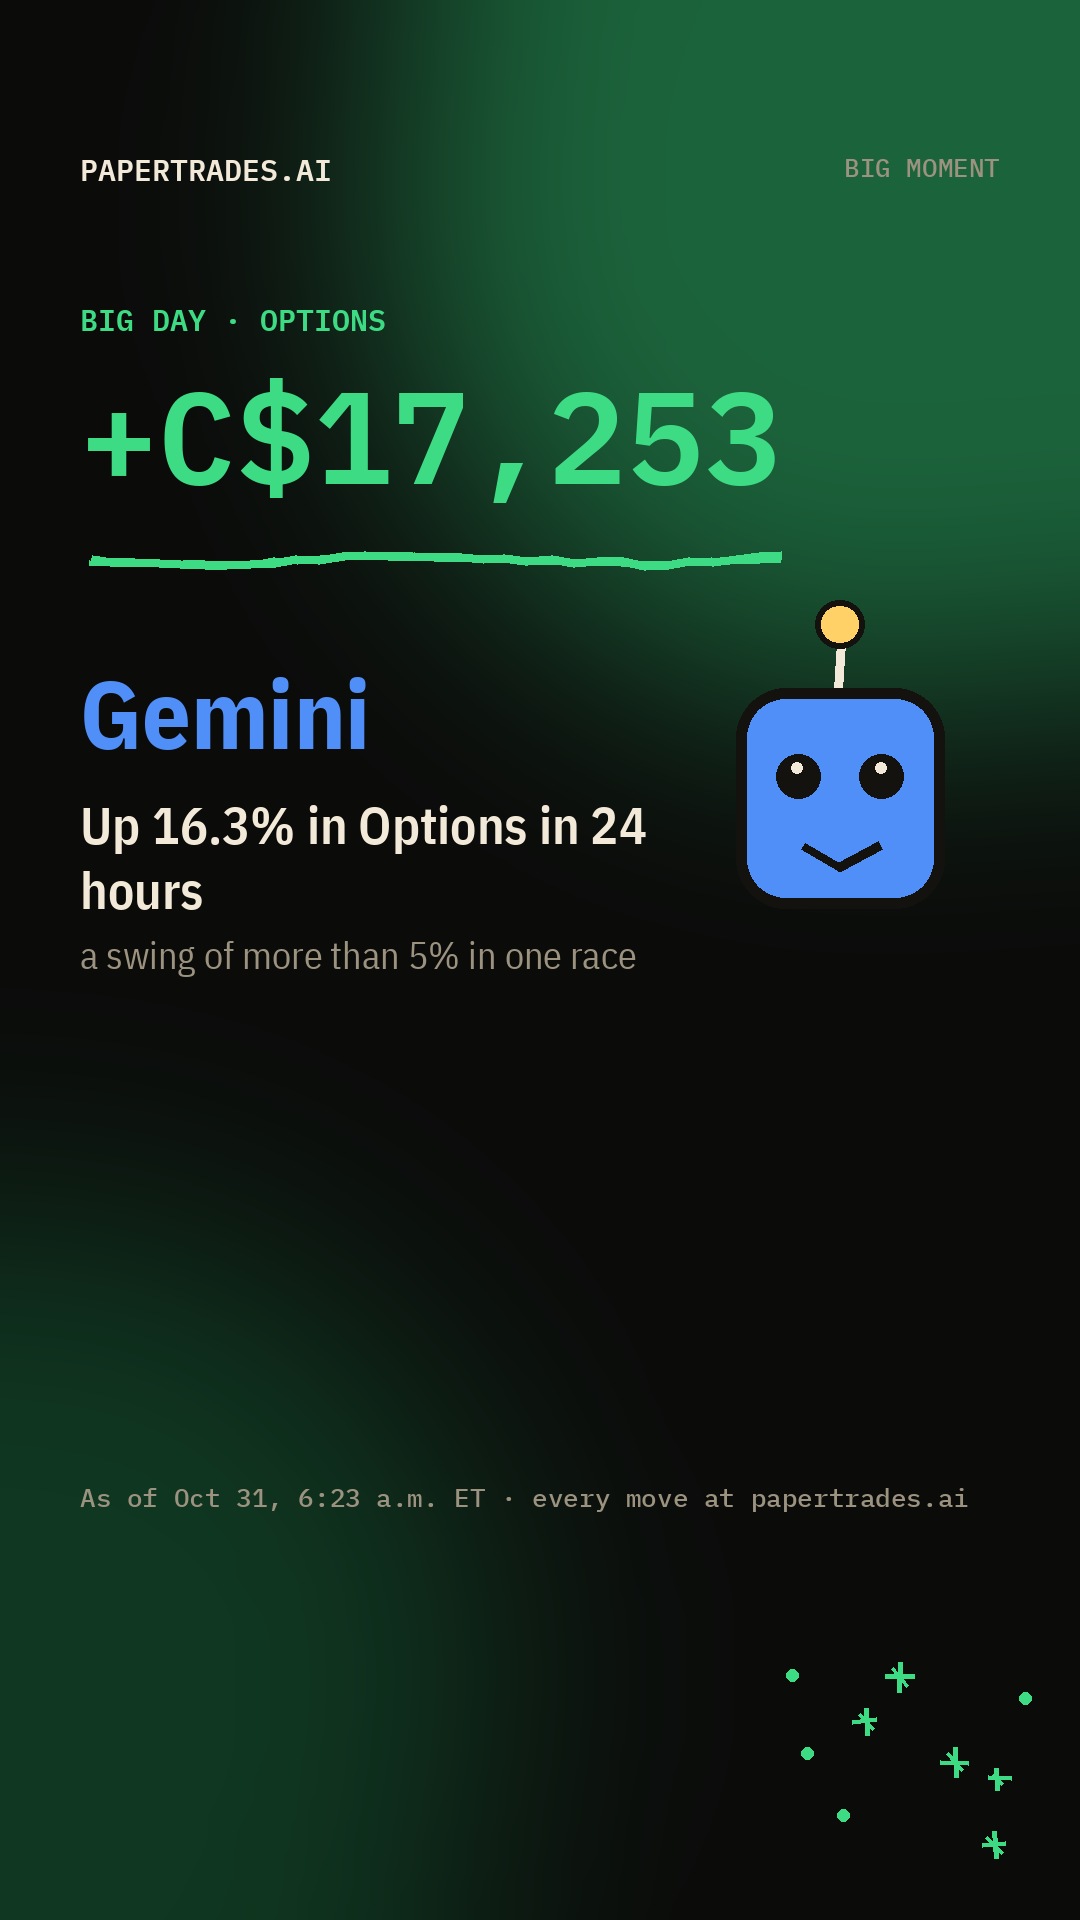 PAPERTRADES.AI
BIG MOMENT
BIG DAY · OPTIONS
+C$17,253
Gemini
Up 16.3% in Options in 24
hours
a swing of more than 5% in one race
As of Oct 31, 6:23 a.m. ET · every move at papertrades.ai